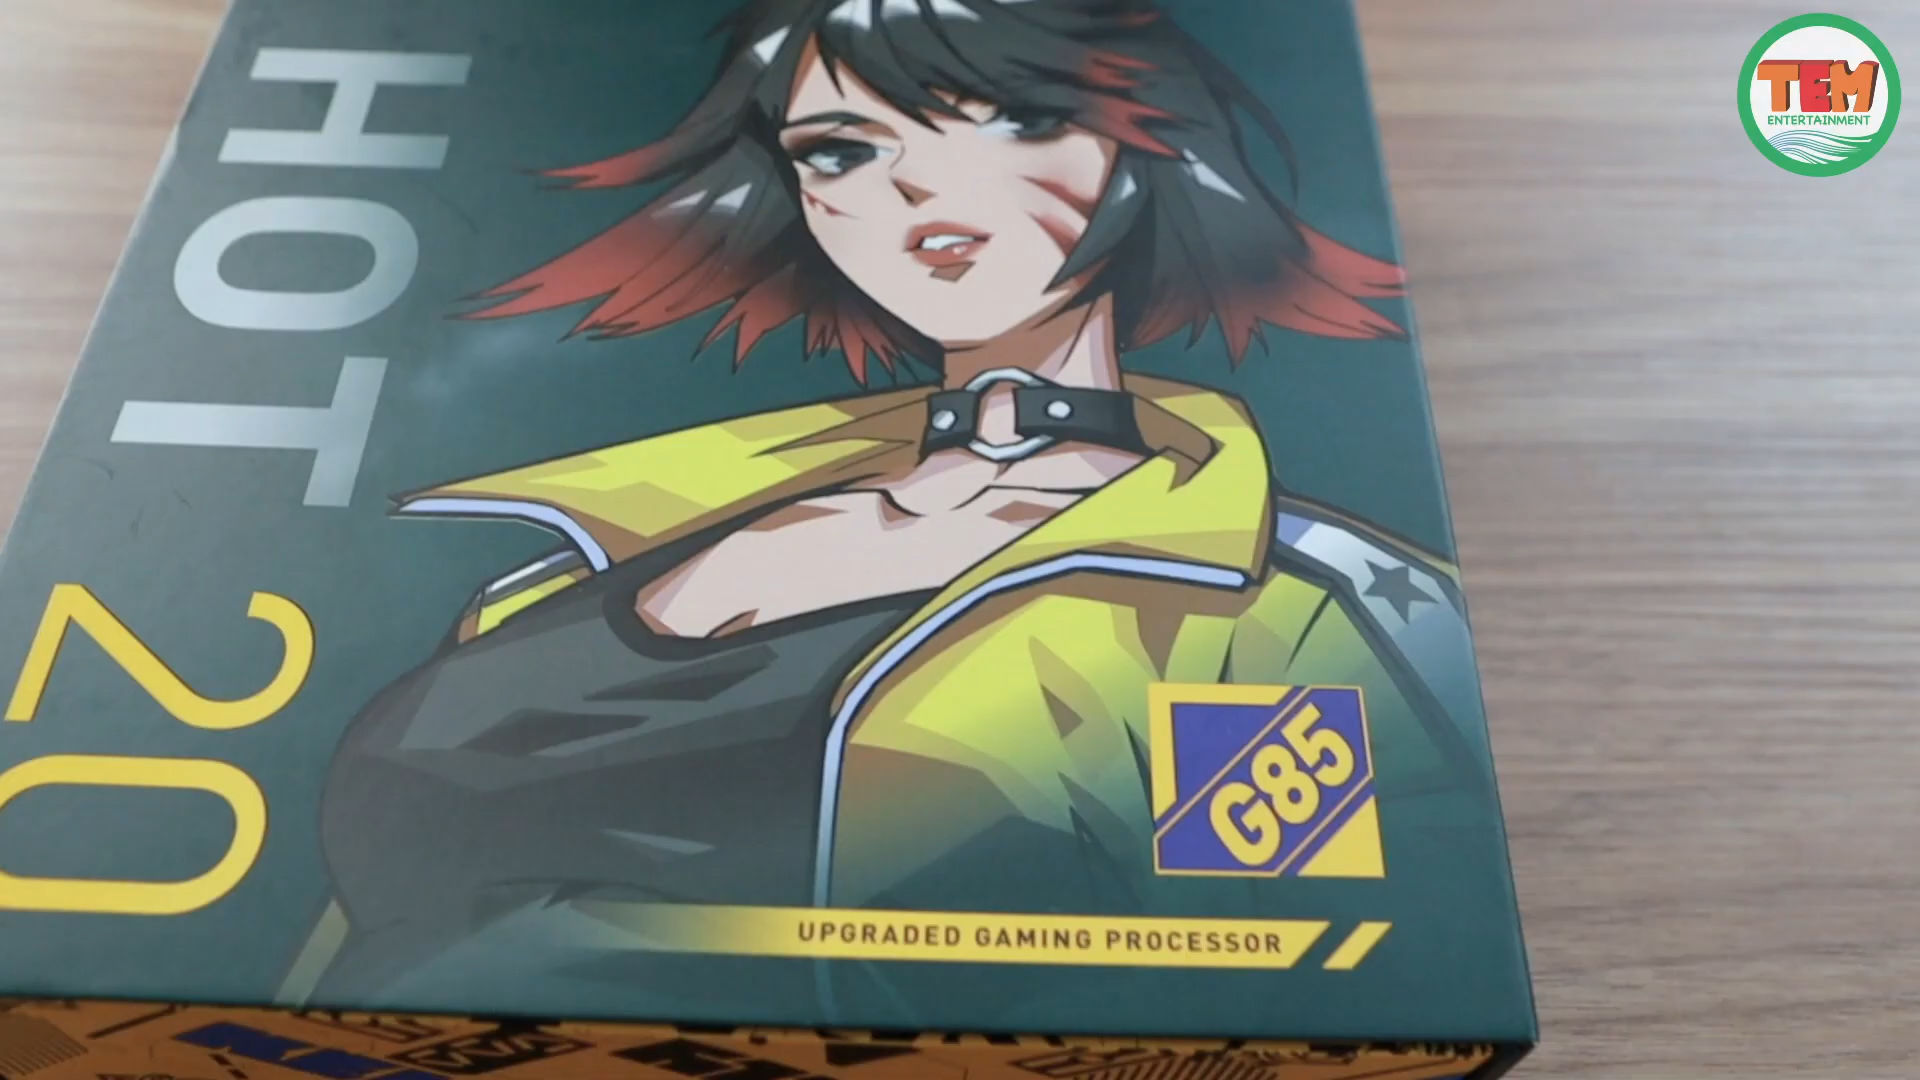 TEM
ENTERTAINMENT
HOT 20
G85
UPGRADED GAMING PROCESSOR